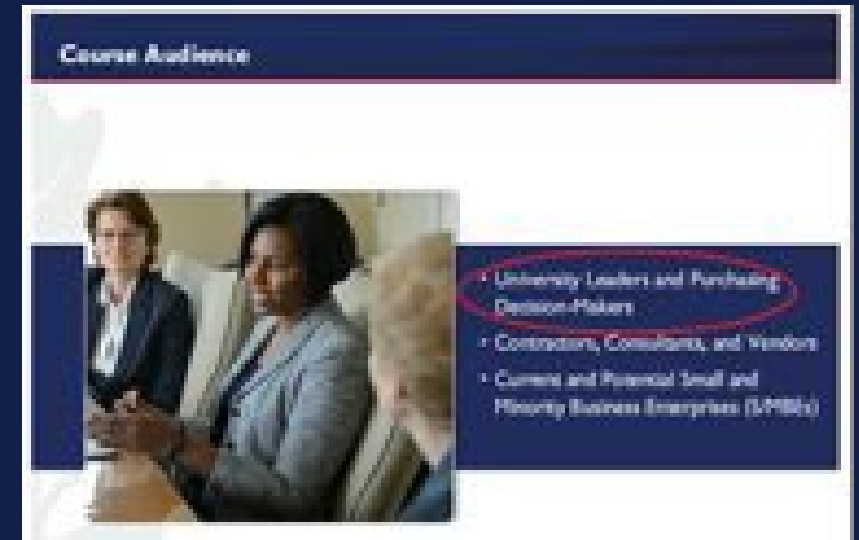 Course Audience
• University Leaders and Purchasing
Decision-Makers
• Contractors, Consultants, and Vendors
• Current and Potential Small and
Minority Business Enterprises (S/MBEs)